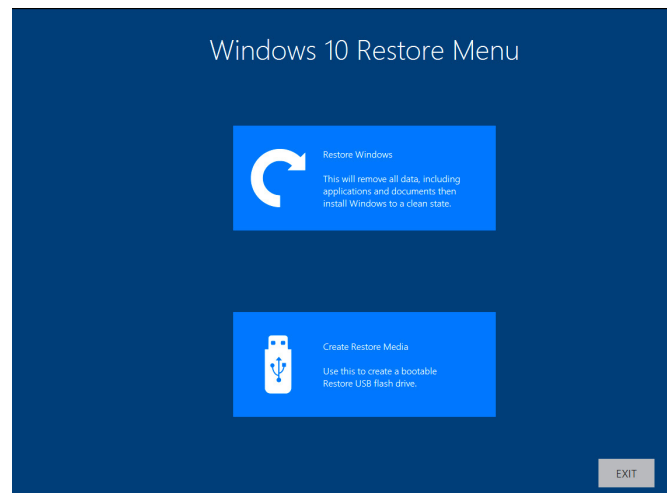 Windows 10 Restore Menu
Restore Windows
This will remove all data, including
applications and documents then
install Windows to a clean state.
Create Restore Media
Use this to create a bootable
Restore USB flash drive.
EXIT